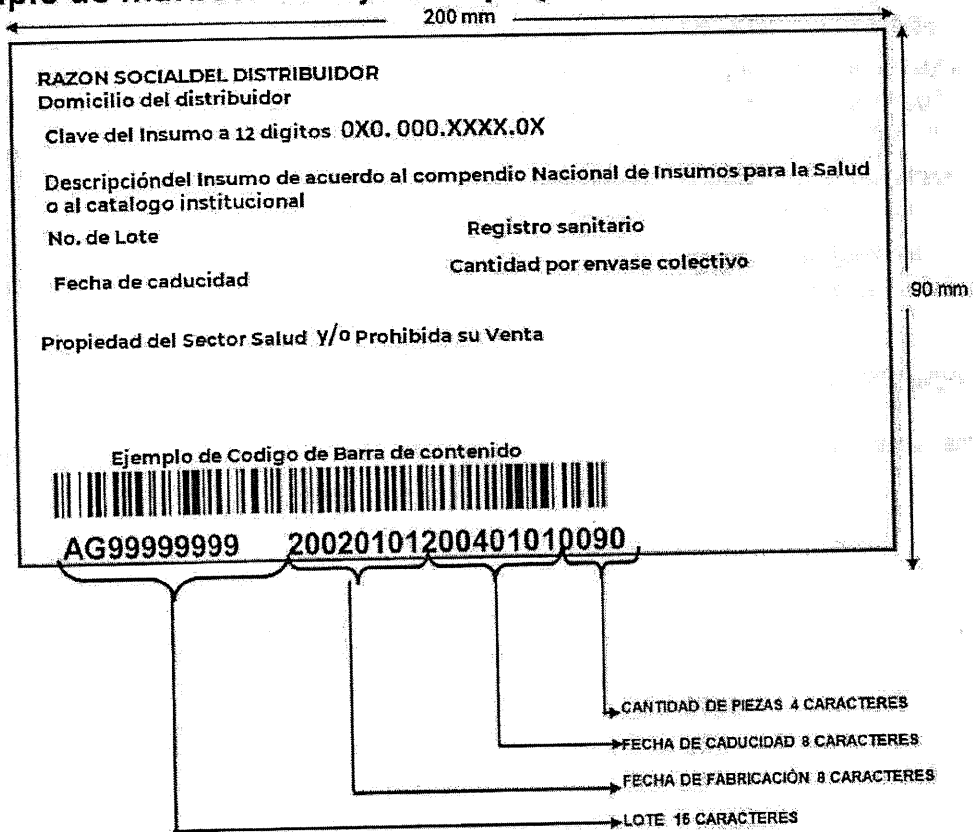 200 mm
RAZON SOCIALDEL DISTRIBUIDOR
Domicilio del distribuidor
Clave del Insumo a 12 digitos 0X0. 000.XXXX.0X
Descripcióndel Insumo de acuerdo al compendio Nacional de Insumos para la Salud
o al catalogo institucional
No. de Lote
Registro sanitario
Fecha de caducidad
Cantidad por envase colectivo
90 mm
Propiedad del Sector Salud y/o Prohibida su Venta
Ejemplo de Codigo de Barra de contenido
AG99999999 20020101200401010090
CANTIDAD DE PIEZAS 4 CARACTERES
FECHA DE CADUCIDAD 8 CARACTERES
FECHA DE FABRICACIÓN 8 CARACTERES
LOTE 15 CARACTERES